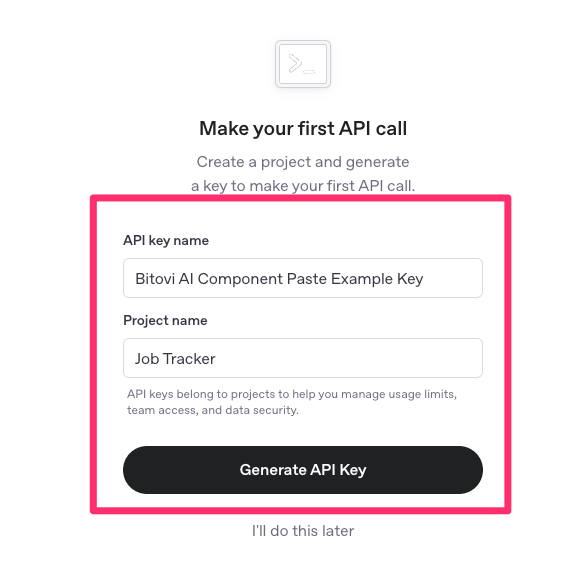 >_
Make your first API call
Create a project and generate
a key to make your first API call.
API key name
Bitovi AI Component Paste Example Key
Project name
Job Tracker
API keys belong to projects to help you manage usage limits,
team access, and data security.
Generate API Key
I'll do this later